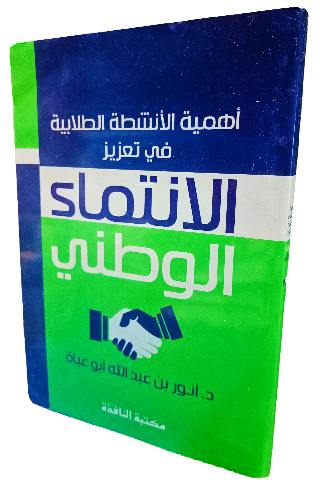 أهمية الأنشطة الطلابية
في تعزيز
الانتماء
الوطني
د. أنور بن عبد الله أبو عباة
مكتبة النافذة